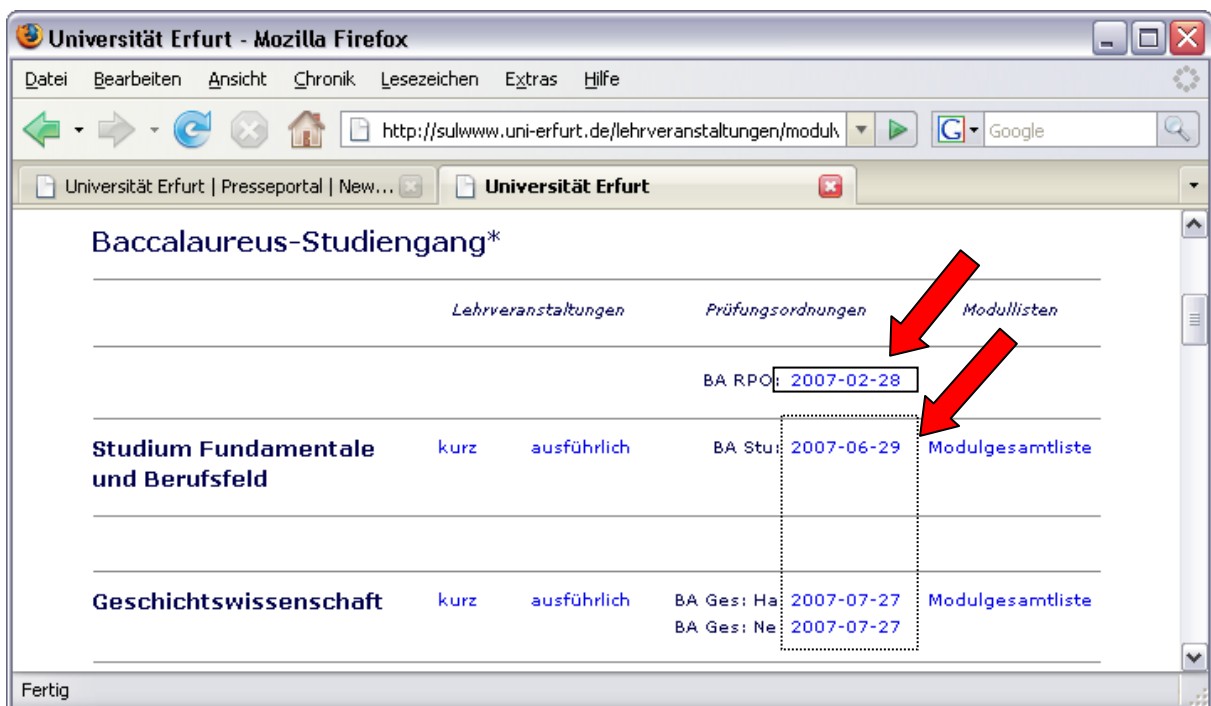 Universität Erfurt - Mozilla Firefox
Datei Bearbeiten Ansicht Chronik Lesezeichen Extras Hilfe
http://sulwww.uni-erfurt.de/lehrveranstaltungen/modul G Google
Universität Erfurt | Presseportal | New... Universität Erfurt
Baccalaureus-Studiengang*
Lehrveranstaltungen Prüfungsordnungen Modullisten
BA RPO: 2007-02-28
Studium Fundamentale kurz ausführlich BA Stu: 2007-06-29 Modulgesamtliste
und Berufsfeld
Geschichtswissenschaft kurz ausführlich BA Ges: Ha 2007-07-27 Modulgesamtliste
BA Ges: Ne 2007-07-27
Fertig